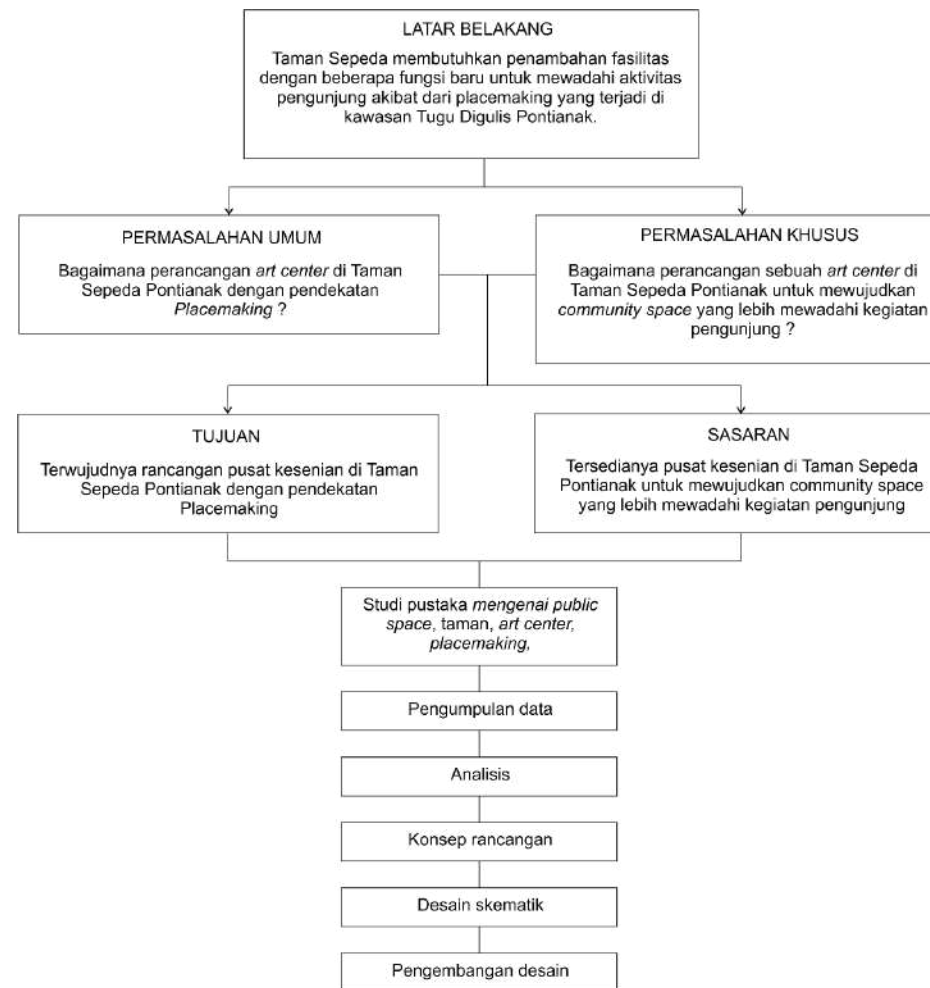 LATAR BELAKANG
Taman Sepeda membutuhkan penambahan fasilitas
dengan beberapa fungsi baru untuk mewadahi aktivitas
pengunjung akibat dari placemaking yang terjadi di
kawasan Tugu Digulis Pontianak.
PERMASALAHAN UMUM
Bagaimana perancangan art center di Taman
Sepeda Pontianak dengan pendekatan
Placemaking ?
PERMASALAHAN KHUSUS
Bagaimana perancangan sebuah art center di
Taman Sepeda Pontianak untuk mewujudkan
community space yang lebih mewadahi kegiatan
pengunjung ?
TUJUAN
Terwujudnya rancangan pusat kesenian di Taman
Sepeda Pontianak dengan pendekatan
Placemaking
SASARAN
Tersedianya pusat kesenian di Taman Sepeda
Pontianak untuk mewujudkan community space
yang lebih mewadahi kegiatan pengunjung
Studi pustaka mengenai public
space, taman, art center,
placemaking,
Pengumpulan data
Analisis
Konsep rancangan
Desain skematik
Pengembangan desain